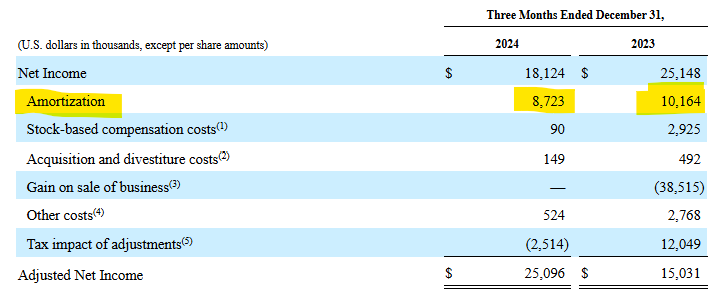 Three Months Ended December 31,
(U.S. dollars in thousands, except per share amounts) 2024 2023
Net Income $ 18,124 $ 25,148
Amortization 8,723 10,164
Stock-based compensation costs(1) 90 2,925
Acquisition and divestiture costs(2) 149 492
Gain on sale of business(3) — (38,515)
Other costs(4) 524 2,768
Tax impact of adjustments(5) (2,514) 12,049
Adjusted Net Income $ 25,096 $ 15,031